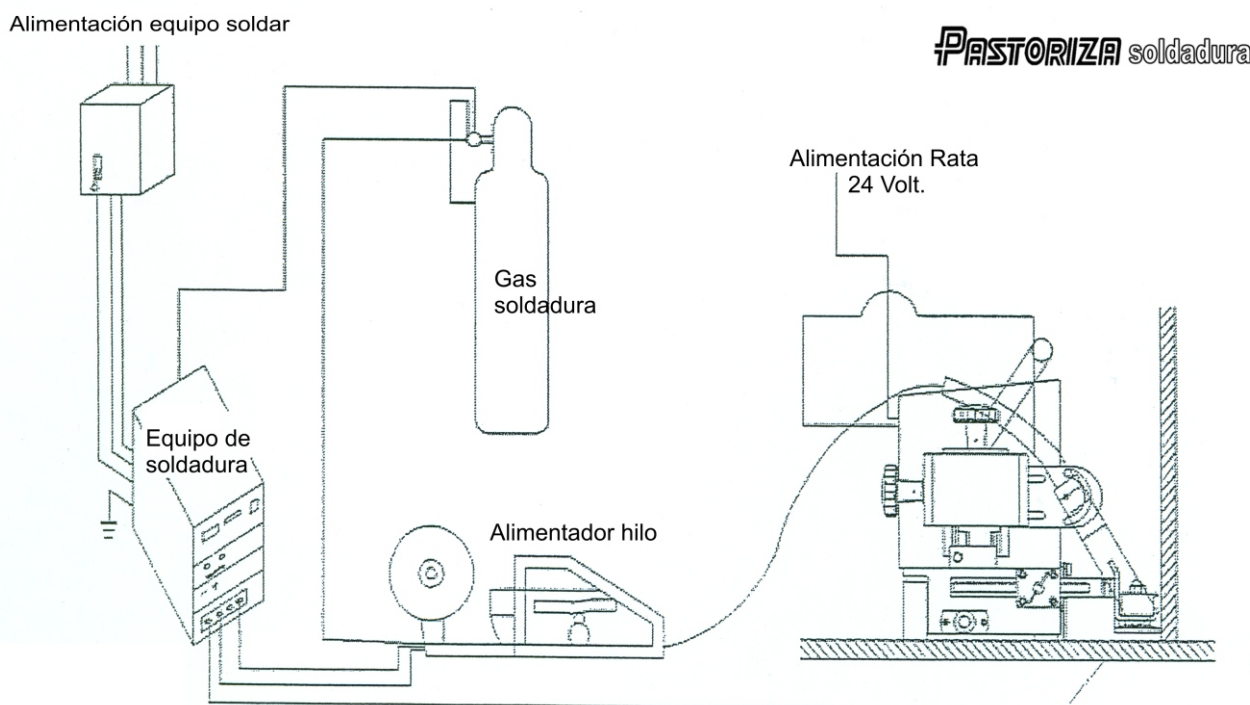 Alimentación equipo soldar
PASTORIZA soldadura
Alimentación Rata
24 Volt.
Gas
soldadura
Equipo de
soldadura
Alimentador hilo